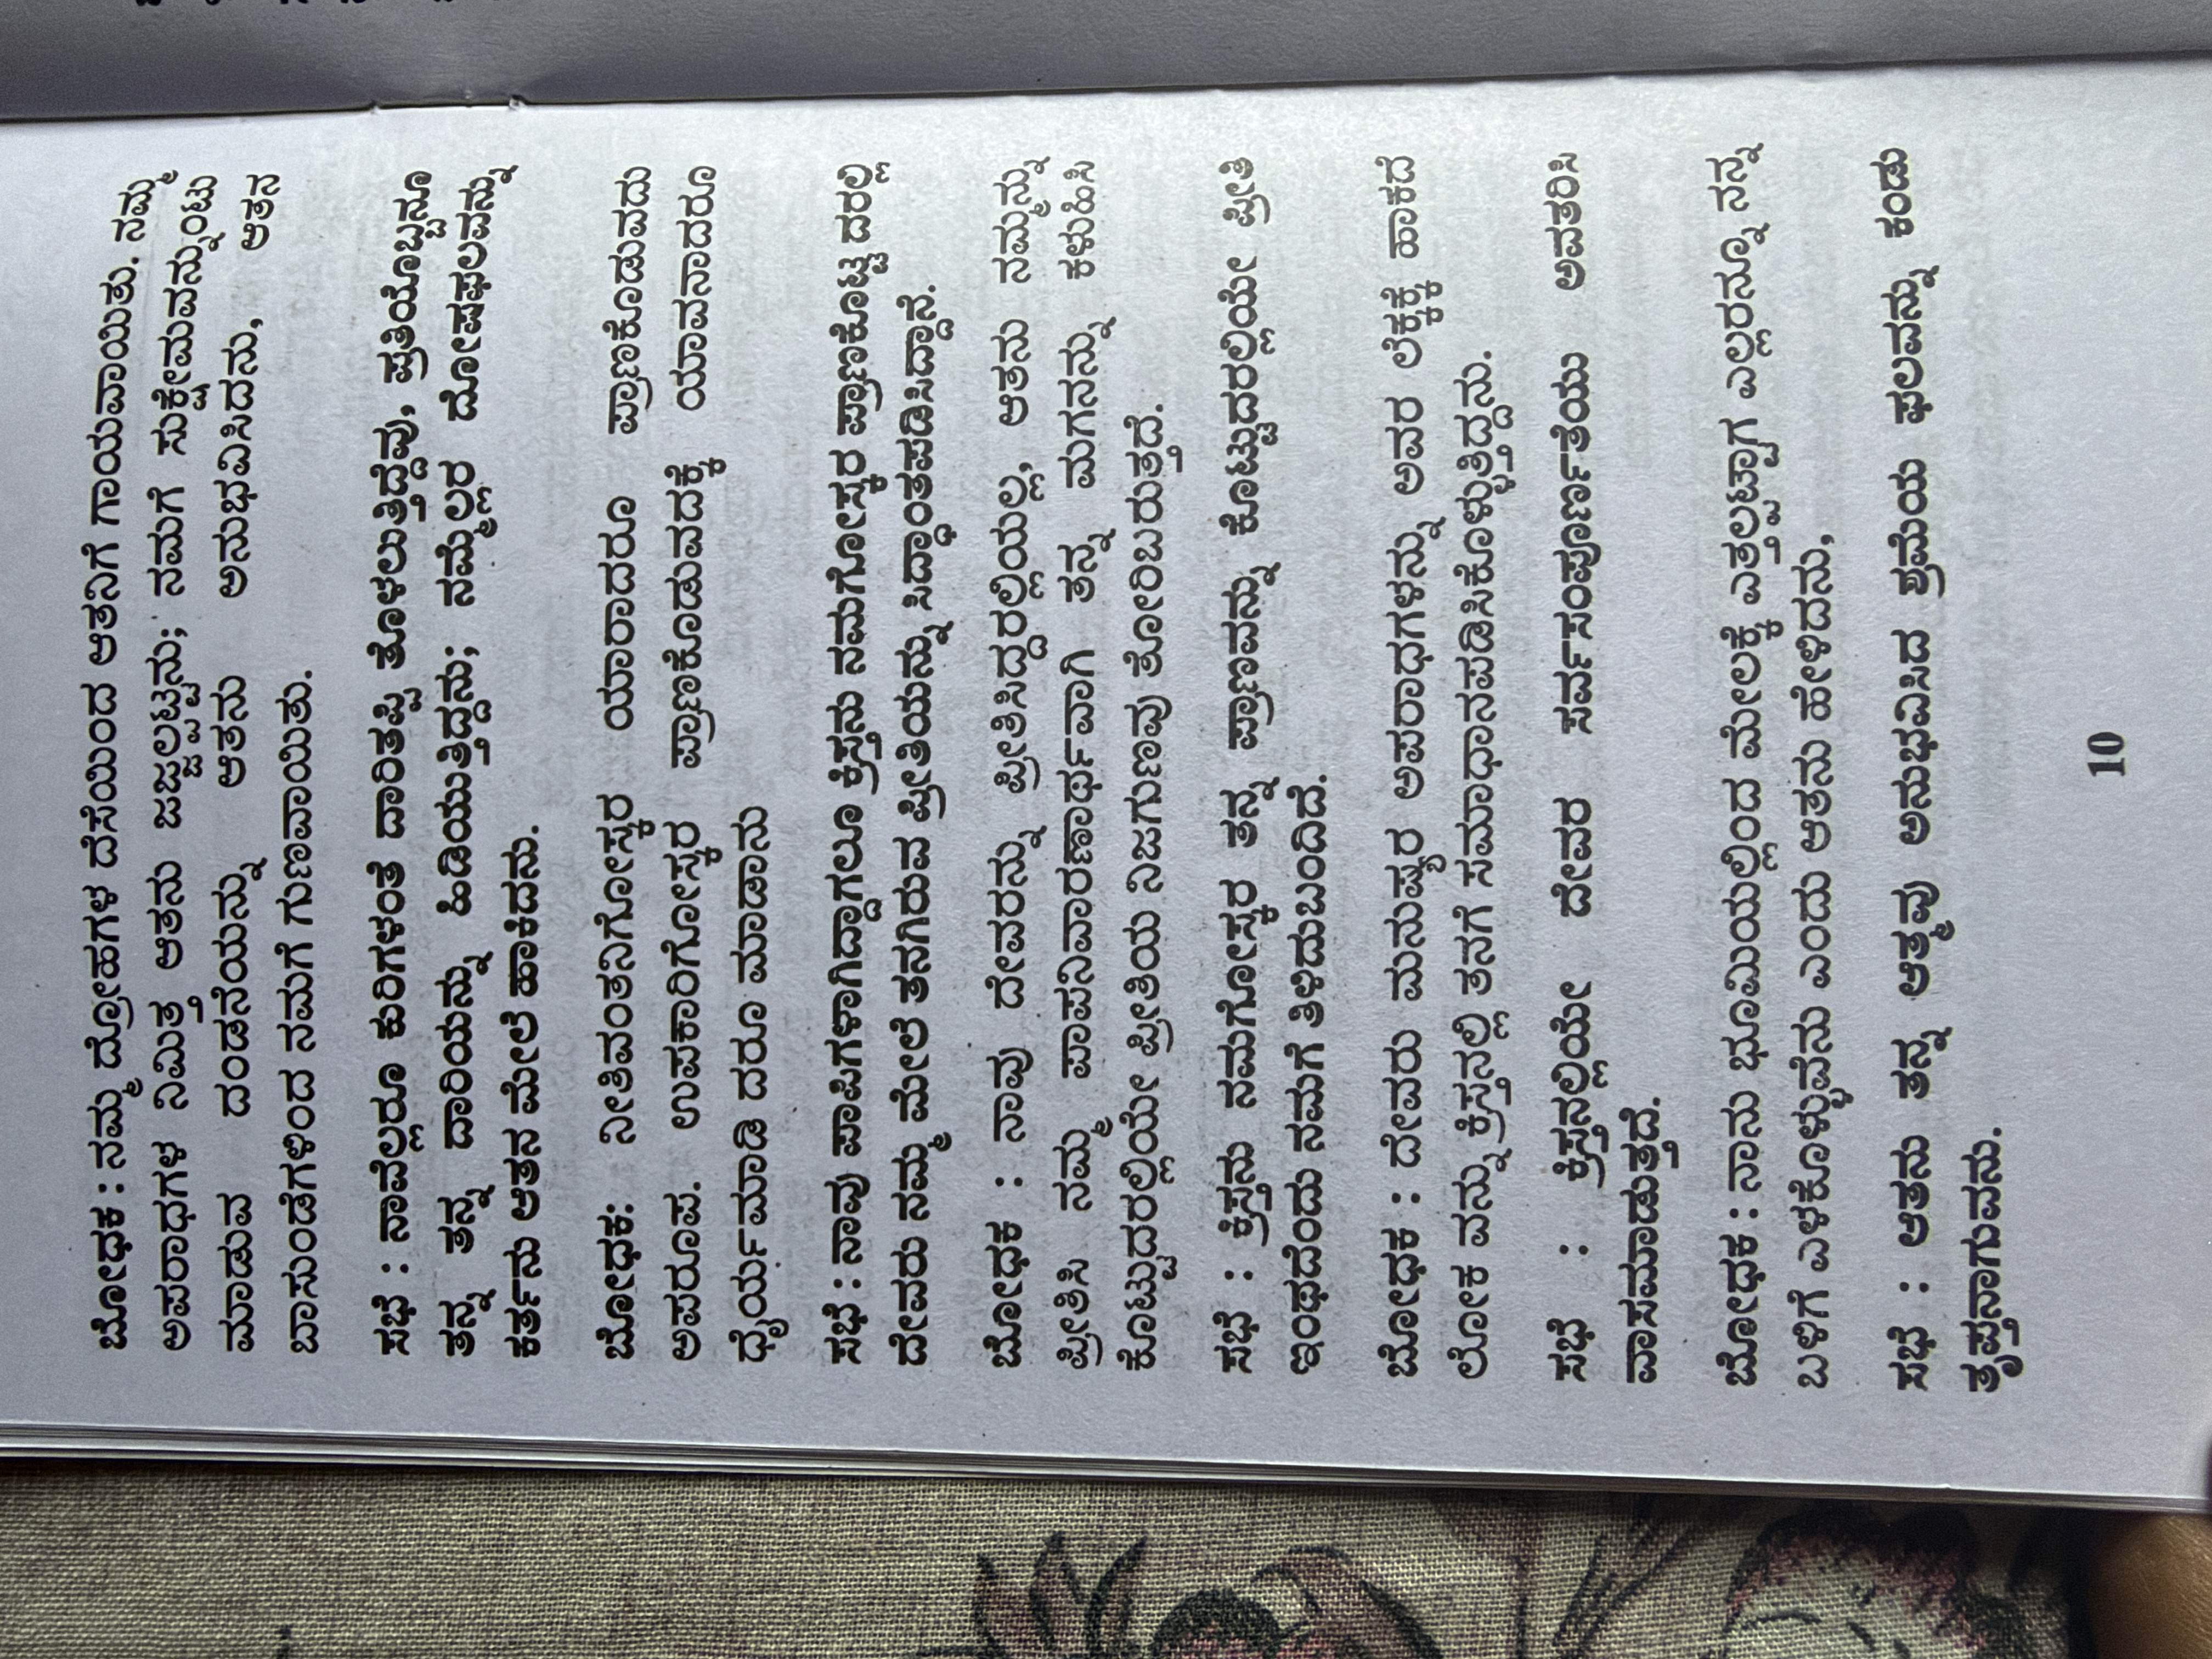 ಬೋಧಕ : ನಮ್ಮ ದ್ರೋಹಗಳ ದೆಸೆಯಿಂದ ಆತನಿಗೆ ಗಾಯವಾಯಿತು. ನಮ್ಮ
ಅಪರಾಧಗಳ ನಿಮಿತ್ತ ಆತನು ಜಜ್ಜಲ್ಪಟ್ಟನು; ನಮಗೆ ಸುಕ್ಷೇಮವನ್ನುಂಟು
ಮಾಡುವ ದಂಡನೆಯನ್ನು ಆತನು ಅನುಭವಿಸಿದನು, ಆತನ
ಬಾಸುಂಡೆಗಳಿಂದ ನಮಗೆ ಗುಣವಾಯಿತು.
ಸಭೆ : ನಾವೆಲ್ಲರೂ ಕುರಿಗಳಂತೆ ದಾರಿತಪ್ಪಿ ತೊಳಲುತ್ತಿದ್ದೆವು, ಪ್ರತಿಯೊಬ್ಬನೂ
ತನ್ನ ತನ್ನ ದಾರಿಯನ್ನು ಹಿಡಿಯುತ್ತಿದ್ದನು; ನಮ್ಮೆಲ್ಲರ ದೋಷಫಲವನ್ನು
ಕರ್ತನು ಆತನ ಮೇಲೆ ಹಾಕಿದನು.
ಬೋಧಕ: ನೀತಿವಂತನಿಗೋಸ್ಕರ ಯಾರಾದರೂ ಪ್ರಾಣಕೊಡುವದು
ಅಪರೂಪ. ಉಪಕಾರಿಗೋಸ್ಕರ ಪ್ರಾಣಕೊಡುವದಕ್ಕೆ ಯಾವನಾದರೂ
ಧೈರ್ಯಮಾಡಿ ದರೂ ಮಾಡಾನು
ಸಭೆ : ನಾವು ಪಾಪಿಗಳಾಗಿದ್ದಾಗಲೂ ಕ್ರಿಸ್ತನು ನಮಗೋಸ್ಕರ ಪ್ರಾಣಕೊಟ್ಟ ದರಲ್ಲಿ
ದೇವರು ನಮ್ಮ ಮೇಲೆ ತನಗಿರುವ ಪ್ರೀತಿಯನ್ನು ಸಿದ್ಧಾಂತಪಡಿಸಿದ್ದಾನೆ.
ಬೋಧಕ : ನಾವು ದೇವರನ್ನು ಪ್ರೀತಿಸಿದ್ದರಲ್ಲಿಯಲ್ಲ, ಆತನು ನಮ್ಮನ್ನು
ಪ್ರೀತಿಸಿ ನಮ್ಮ ಪಾಪನಿವಾರಣಾರ್ಥವಾಗಿ ತನ್ನ ಮಗನನ್ನು ಕಳುಹಿಸಿ
ಕೊಟ್ಟುದರಲ್ಲಿಯೇ ಪ್ರೀತಿಯ ನಿಜಗುಣವು ತೋರಿಬರುತ್ತದೆ.
ಸಭೆ : ಕ್ರಿಸ್ತನು ನಮಗೋಸ್ಕರ ತನ್ನ ಪ್ರಾಣವನ್ನು ಕೊಟ್ಟುದರಲ್ಲಿಯೇ ಪ್ರೀತಿ
ಇಂಥದೆಂದು ನಮಗೆ ತಿಳಿದುಬಂದಿದೆ.
ಬೋಧಕ : ದೇವರು ಮನುಷ್ಯರ ಅಪರಾಧಗಳನ್ನು ಅವರ ಲೆಕ್ಕಕ್ಕೆ ಹಾಕದೆ
ಲೋಕ ವನ್ನು ಕ್ರಿಸ್ತನಲ್ಲಿ ತನಗೆ ಸಮಾಧಾನಪಡಿಸಿಕೊಳ್ಳುತ್ತಿದ್ದನು.
ಸಭೆ : ಕ್ರಿಸ್ತನಲ್ಲಿಯೇ ದೇವರ ಸರ್ವಸಂಪೂರ್ಣತೆಯು ಅವತರಿಸಿ
ವಾಸಮಾಡುತ್ತದೆ.
ಬೋಧಕ : ನಾನು ಭೂಮಿಯಲ್ಲಿಂದ ಮೇಲಕ್ಕೆ ಎತ್ತಲ್ಪಟ್ಟಾಗ ಎಲ್ಲರನ್ನೂ ನನ್ನ
ಬಳಿಗೆ ಎಳಕೊಳ್ಳುವೆನು ಎಂದು ಆತನು ಹೇಳಿದನು,
ಸಭೆ : ಆತನು ತನ್ನ ಆತ್ಮವು ಅನುಭವಿಸಿದ ಶ್ರಮೆಯ ಫಲವನ್ನು ಕಂಡು
ತೃಪ್ತನಾಗುವನು.
10